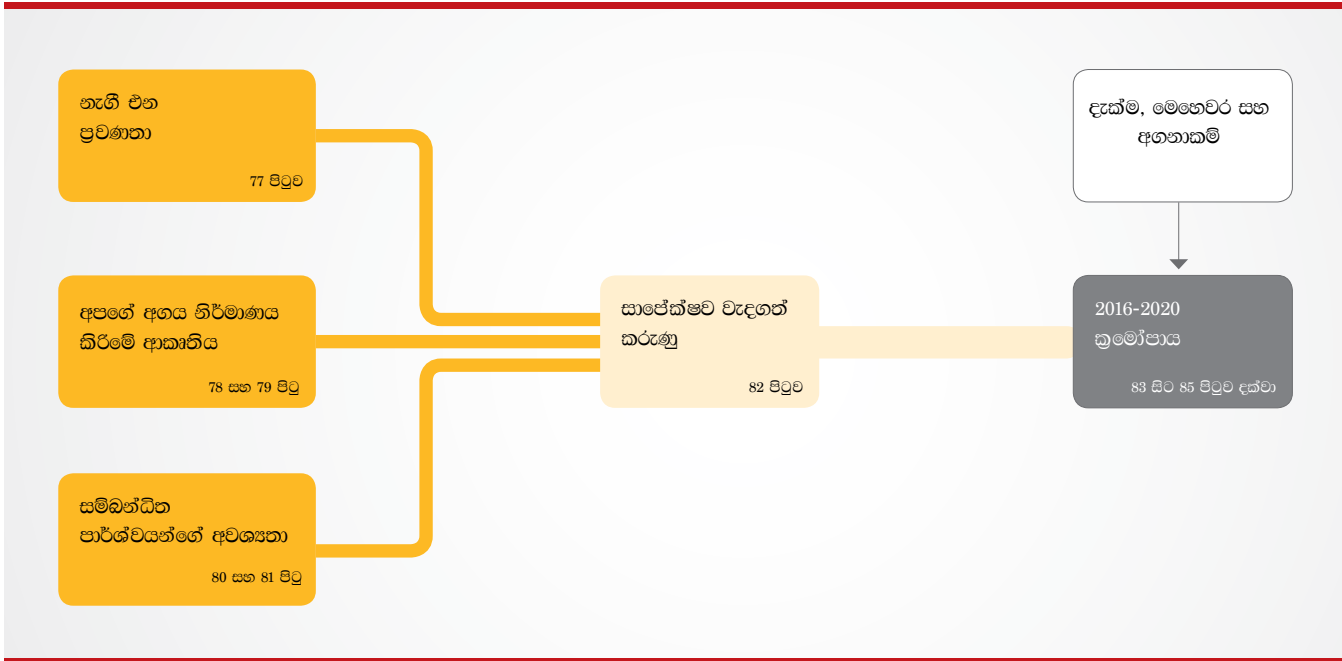 නැගී එන
ප්‍රවණතා
77 පිටුව
අපගේ අගය නිර්මාණය
කිරීමේ ආකෘතිය
78 සහ 79 පිටු
සම්බන්ධිත
පාර්ශ්වයන්ගේ අවශ්‍යතා
80 සහ 81 පිටු
සාපේක්ෂව වැදගත්
කරුණු
82 පිටුව
දැක්ම, මෙහෙවර සහ
අගනාකම්
2016-2020
ක්‍රමෝපාය
83 සිට 85 පිටුව දක්වා